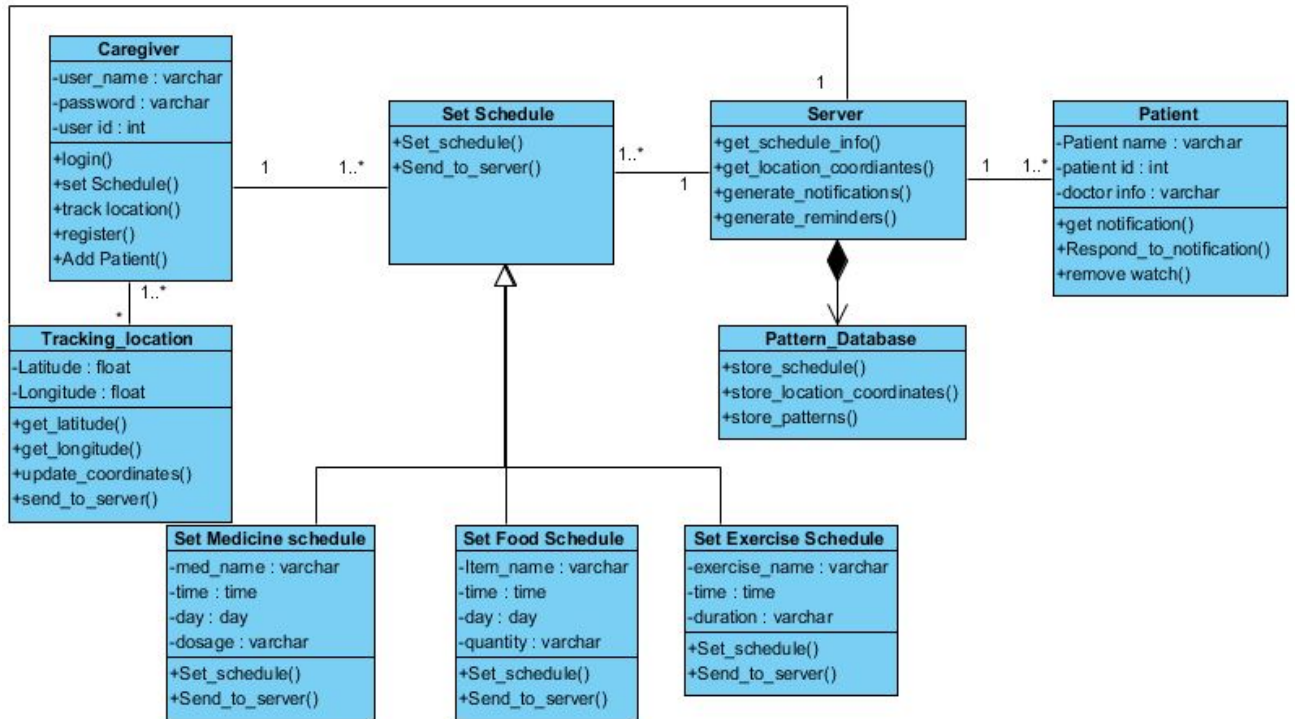 Caregiver
-user_name : varchar
-password : varchar
-user id : int
+login()
+set Schedule()
+track location()
+register()
+Add Patient()
1
1..*
Set Schedule
+Set_schedule()
+Send_to_server()
1..*
1
1
Server
+get_schedule_info()
+get_location_coordiantes()
+generate_notifications()
+generate_reminders()
1
1..*
Patient
-Patient name : varchar
-patient id : int
-doctor info : varchar
+get notification()
+Respond_to_notification()
+remove watch()
1..*
*
Tracking_location
-Latitude : float
-Longitude : float
+get_latitude()
+get_longitude()
+update_coordinates()
+send_to_server()
Pattern_Database
+store_schedule()
+store_location_coordinates()
+store_patterns()
Set Medicine schedule
-med_name : varchar
-time : time
-day : day
-dosage : varchar
+Set_schedule()
+Send_to_server()
Set Food Schedule
-Item_name : varchar
-time : time
-day : day
-quantity : varchar
+Set_schedule()
+Send_to_server()
Set Exercise Schedule
-exercise_name : varchar
-time : time
-duration : varchar
+Set_schedule()
+Send_to_server()